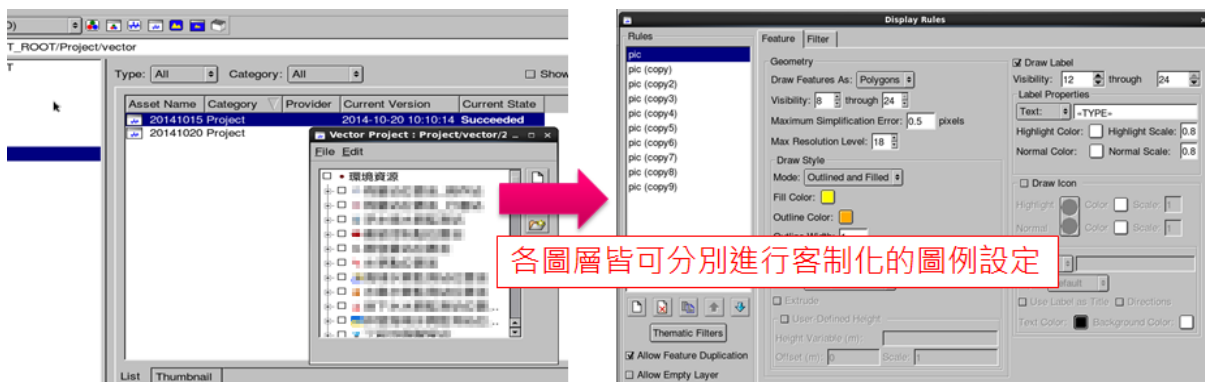 T_ROOT/Project/vector
Type: All Category: All Show
Asset Name Category Provider Current Version Current State
20141015 Project 2014-10-20 10:10:14 Succeeded
20141020 Project
Vector Project : Project/vector/2
File Edit
環境資源
List Thumbnail
Display Rules
Rules
pic
pic (copy)
pic (copy2)
pic (copy3)
pic (copy4)
pic (copy5)
pic (copy6)
pic (copy7)
pic (copy8)
pic (copy9)
Thematic Filters
Allow Feature Duplication
Allow Empty Layer
Feature Filter
Geometry
Draw Features As: Polygons
Visibility: 8 through 24
Maximum Simplification Error: 0.5 pixels
Max Resolution Level: 18
Draw Style
Mode: Outlined and Filled
Fill Color:
Outline Color:
各圖層皆可分別進行客制化的圖例設定
Extrude
User-Defined Height
Height Variable (m):
Offset (m): 0 Scale: 1
Draw Label
Visibility: 12 through 24
Label Properties
Text: «TYPE»
Highlight Color: Highlight Scale: 0.8
Normal Color: Normal Scale: 0.8
Draw Icon
Highlight Color Scale: 1
Normal Color: Scale: 1
Use Label as Title Directions
Text Color: Background Color: